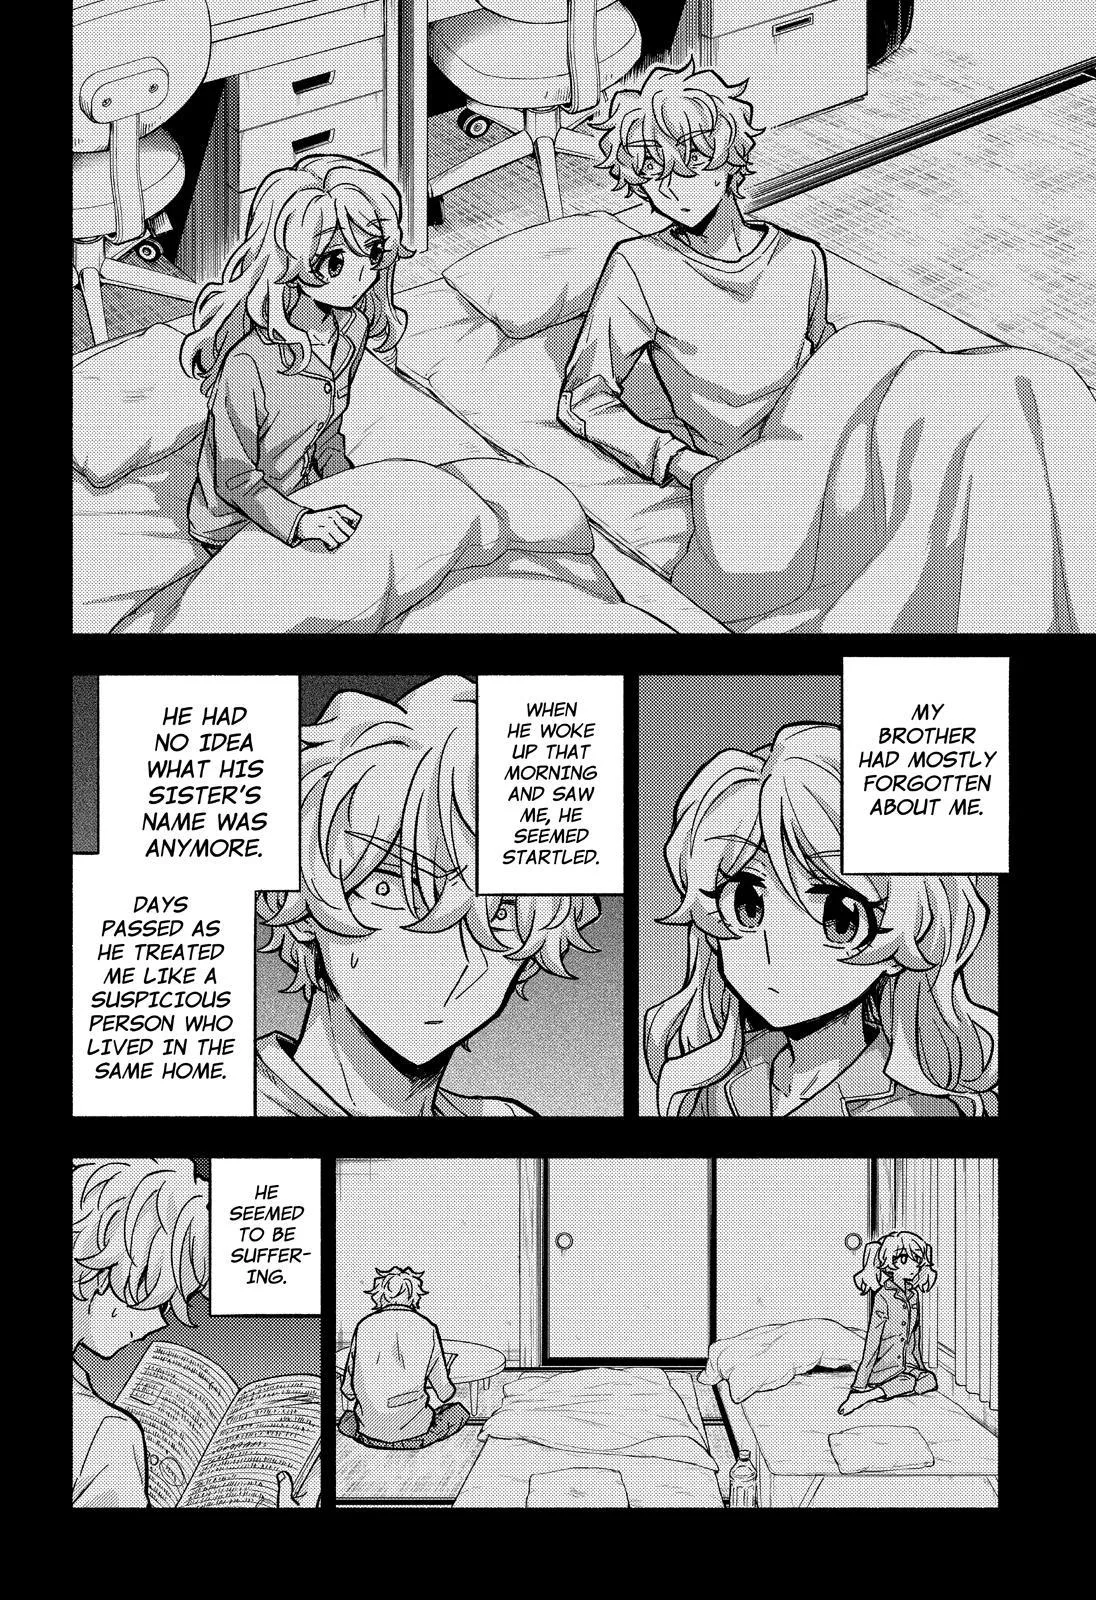 MY
BROTHER
HAD MOSTLY
FORGOTTEN
ABOUT ME.
WHEN
HE WOKE
UP THAT
MORNING
AND SAW
ME, HE
SEEMED
STARTLED.
HE HAD
NO IDEA
WHAT HIS
SISTER'S
NAME WAS
ANYMORE.
DAYS
PASSED AS
HE TREATED
ME LIKE A
SUSPICIOUS
PERSON WHO
LIVED IN THE
SAME HOME.
HE
SEEMED
TO BE
SUFFER-
ING.